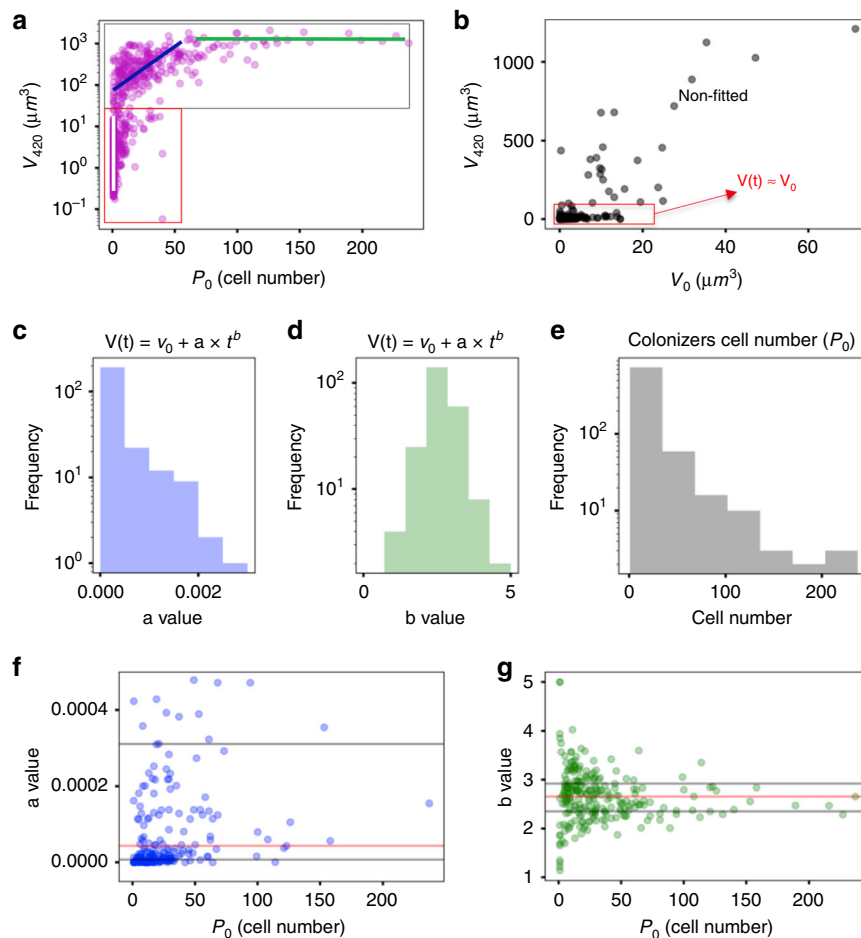 a
V₄₂₀ (μm³)
10³
10²
10¹
10⁰
10⁻¹
0 50 100 150 200
P₀ (cell number)
b
V₄₂₀ (μm³)
1000
500
0
Non-fitted
V(t) ≈ V₀
0 20 40 60
V₀ (μm³)
c
V(t) = v₀ + a × tᵇ
Frequency
10²
10¹
10⁰
0.000 0.002
a value
d
V(t) = v₀ + a × tᵇ
Frequency
10²
10¹
0 5
b value
e
Colonizers cell number (P₀)
Frequency
10²
10¹
0 100 200
Cell number
f
a value
0.0004
0.0002
0.0000
0 50 100 150 200
P₀ (cell number)
g
b value
5
4
3
2
1
0 50 100 150 200
P₀ (cell number)